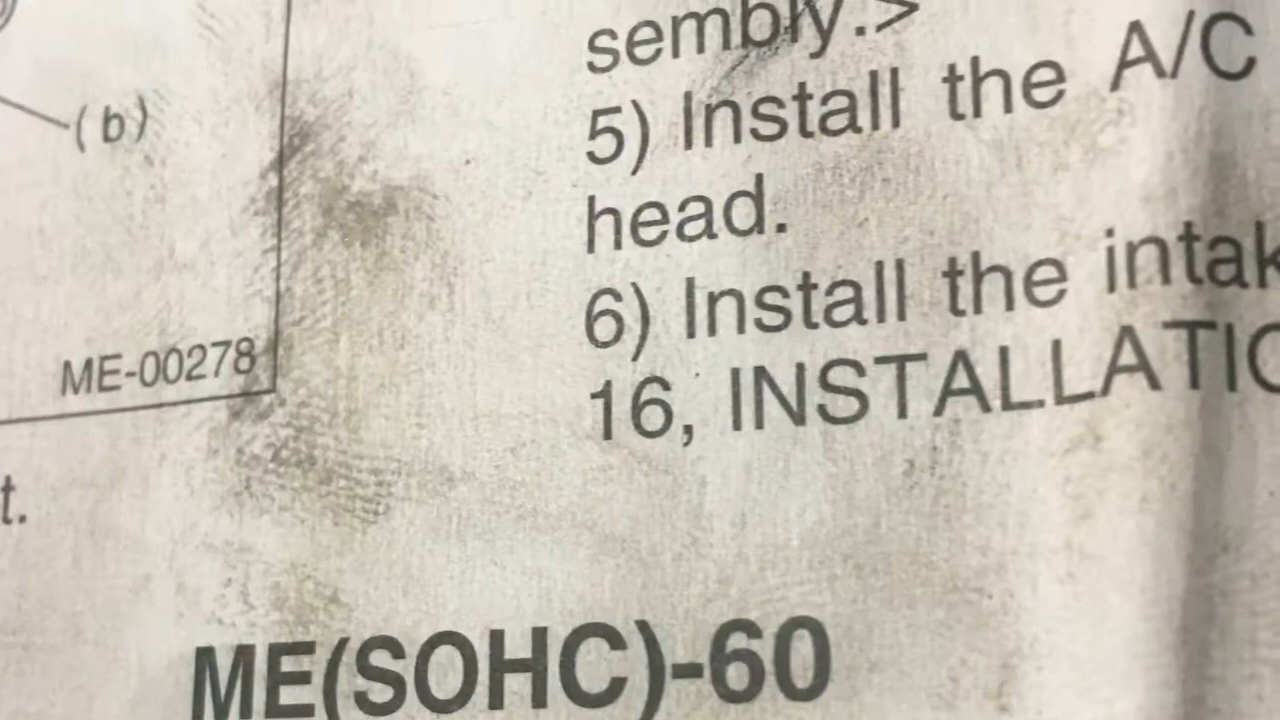 (b)
ME-00278
t.
sembly.>
5) Install the A/C
head.
6) Install the intak
16, INSTALLATIO
ME(SOHC)-60